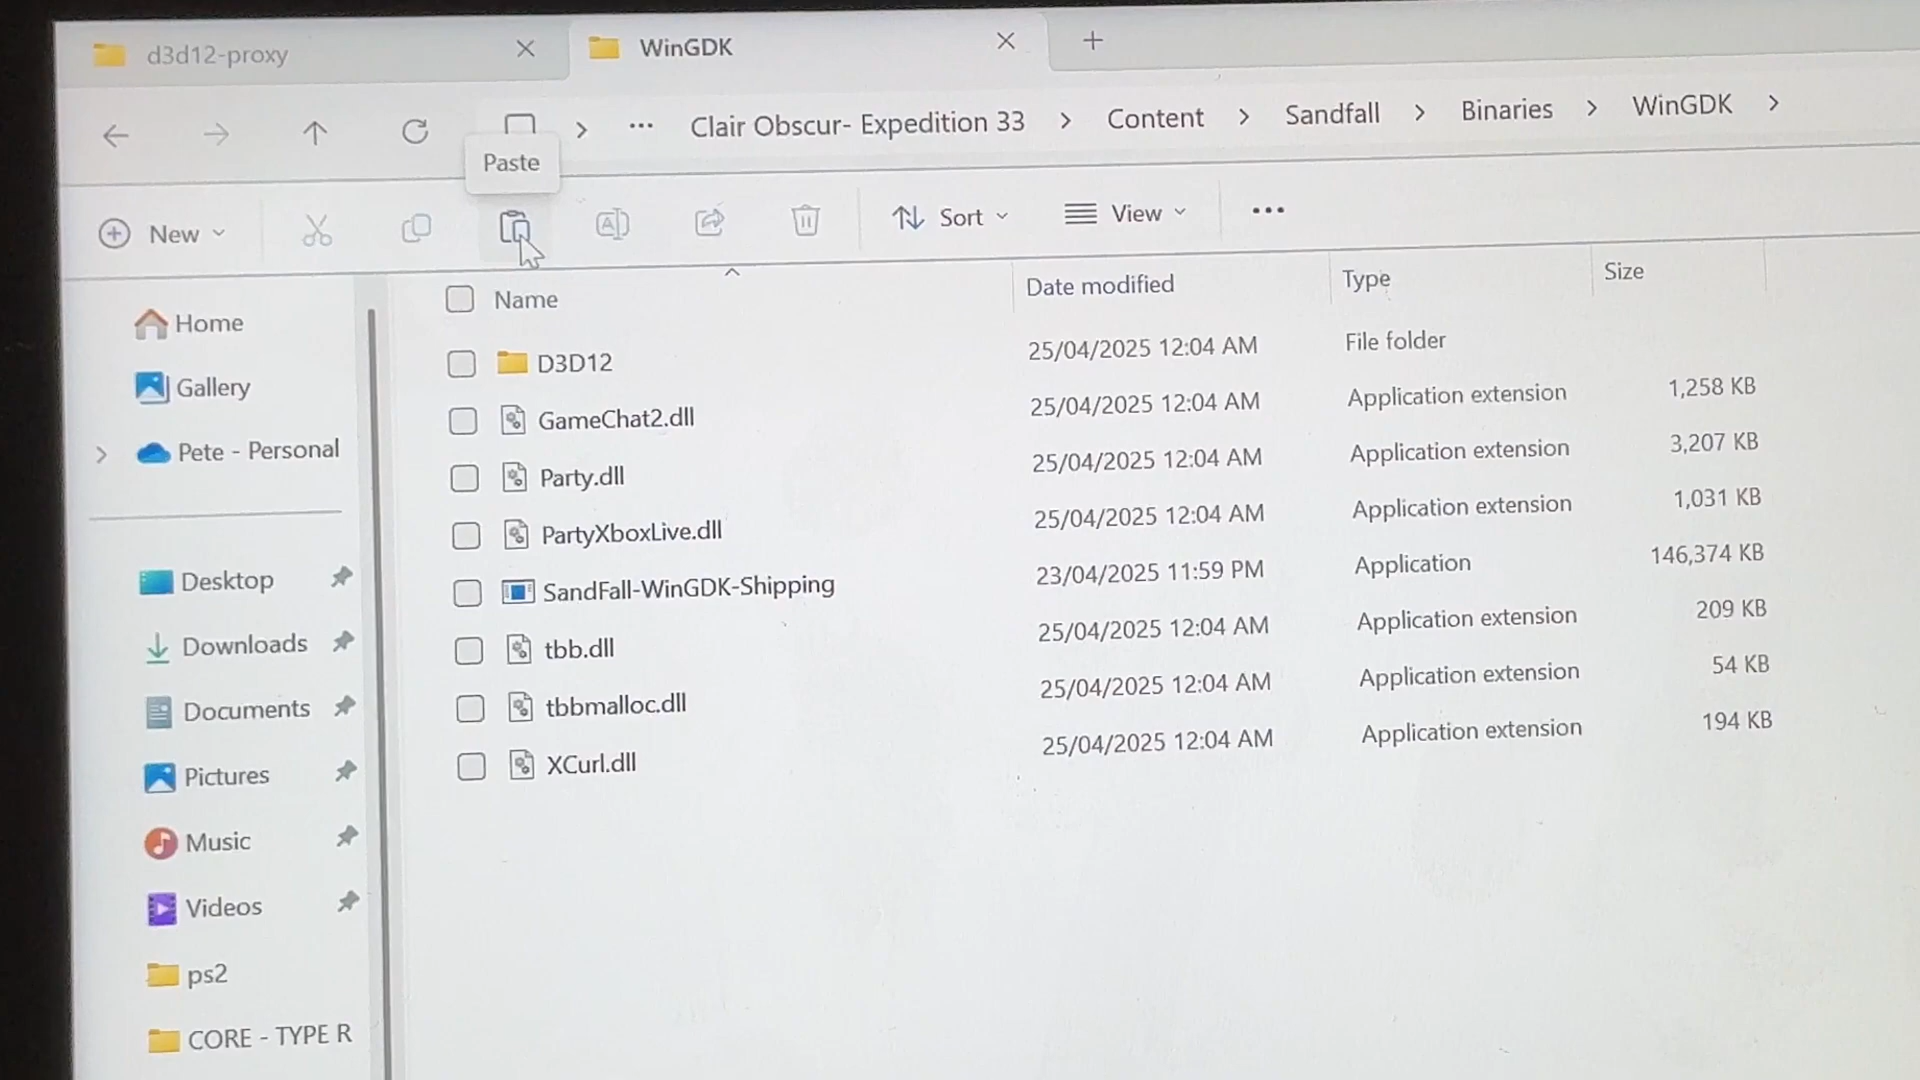 d3d12-proxy
WinGDK
Clair Obscur- Expedition 33 > Content > Sandfall > Binaries > WinGDK >
Paste
New
Sort
View
Name
Date modified
Type
Size
D3D12
25/04/2025 12:04 AM
File folder
GameChat2.dll
25/04/2025 12:04 AM
Application extension
1,258 KB
Party.dll
25/04/2025 12:04 AM
Application extension
3,207 KB
PartyXboxLive.dll
25/04/2025 12:04 AM
Application extension
1,031 KB
SandFall-WinGDK-Shipping
23/04/2025 11:59 PM
Application
146,374 KB
tbb.dll
25/04/2025 12:04 AM
Application extension
209 KB
tbbmalloc.dll
25/04/2025 12:04 AM
Application extension
54 KB
XCurl.dll
25/04/2025 12:04 AM
Application extension
194 KB
Home
Gallery
Pete - Personal
Desktop
Downloads
Documents
Pictures
Music
Videos
ps2
CORE - TYPE R